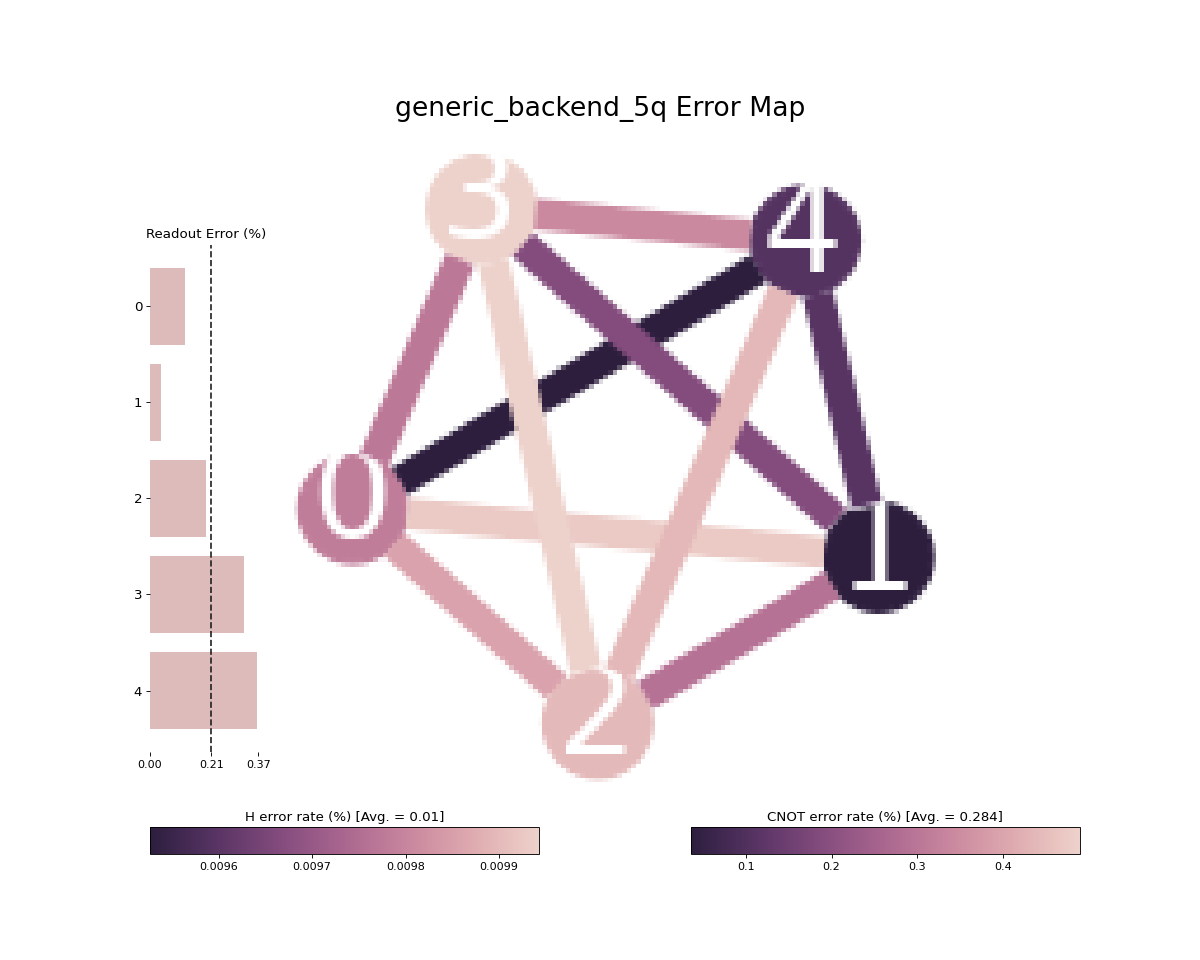 generic_backend_5q Error Map
3
4
Readout Error (%)
0
1
2
3
4
0.00 0.21 0.37
0
1
2
H error rate (%) [Avg. = 0.01]
0.0096 0.0097 0.0098 0.0099
CNOT error rate (%) [Avg. = 0.284]
0.1 0.2 0.3 0.4